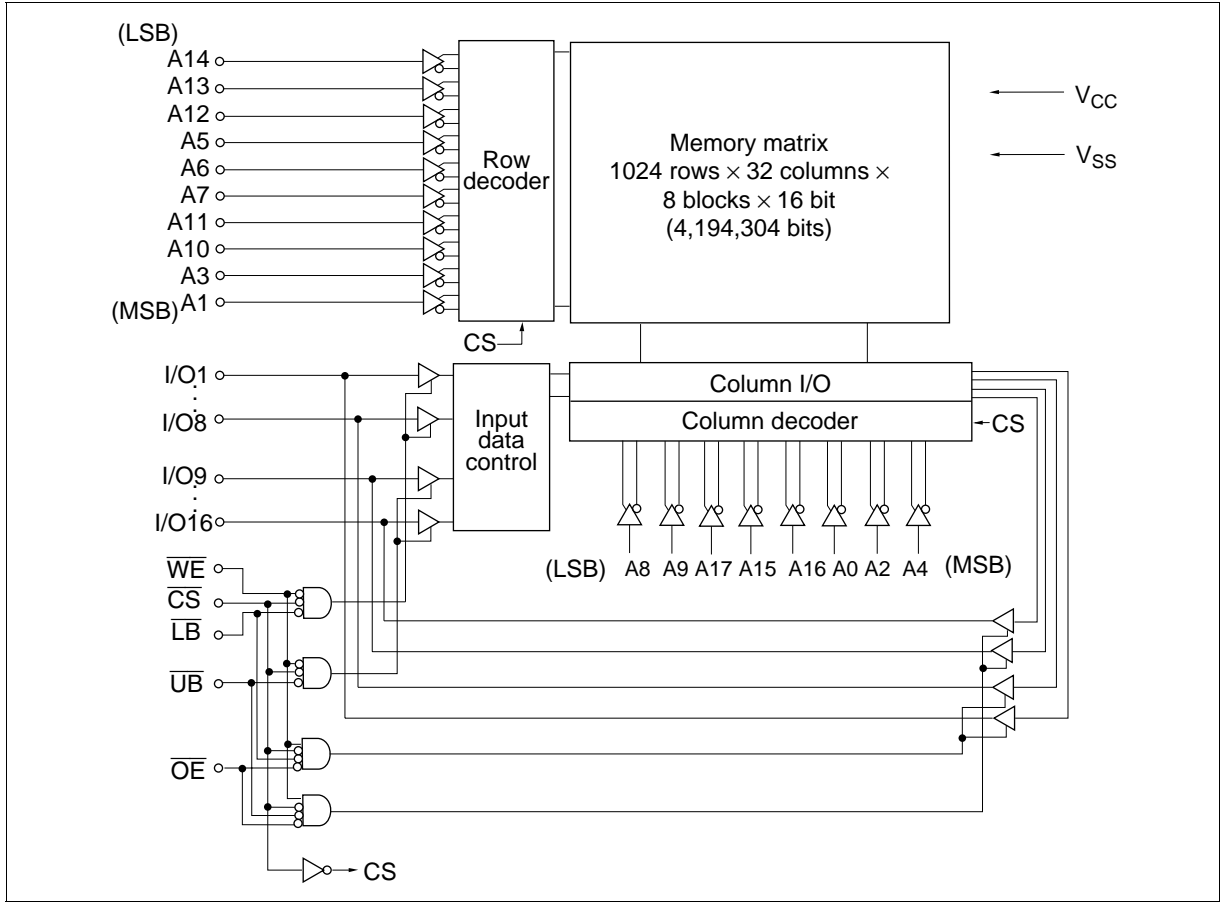 (LSB)
A14
A13
A12
A5
A6
A7
A11
A10
A3
(MSB) A1
Row
decoder
CS
Memory matrix
1024 rows × 32 columns ×
8 blocks × 16 bit
(4,194,304 bits)
VCC
VSS
I/O1
I/O8
I/O9
I/O16
Input
data
control
Column I/O
Column decoder
CS
(LSB) A8 A9 A17 A15 A16 A0 A2 A4 (MSB)
WE
CS
LB
UB
OE
CS